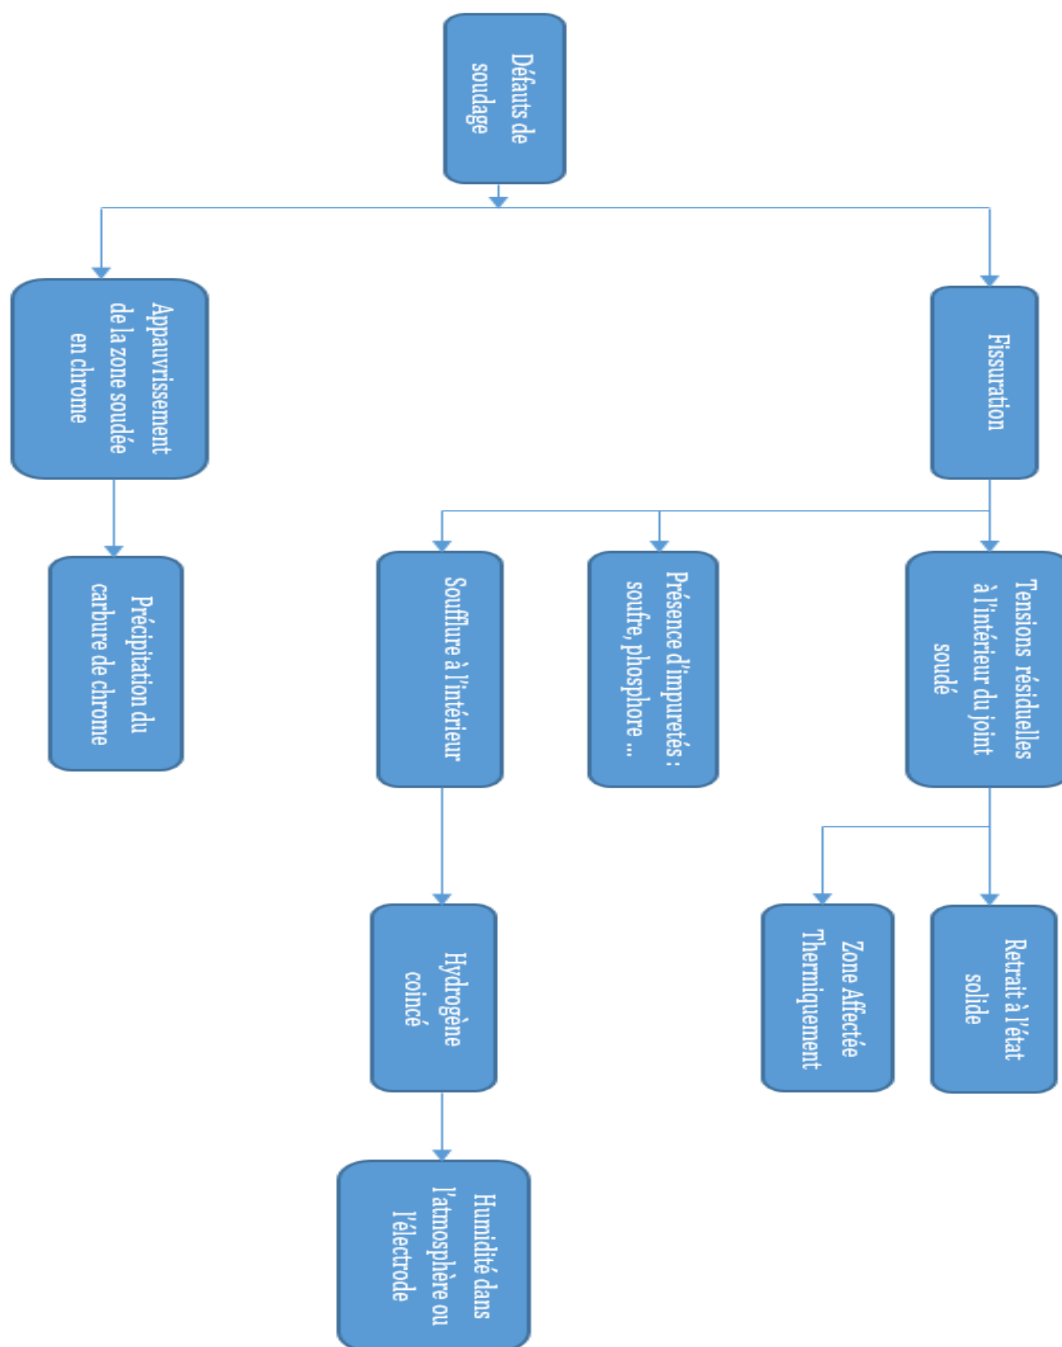 Défauts de
soudage
Fissuration
Appauvrissement
de la zone soudée
en chrome
Tensions résiduelles
à l'intérieur du joint
soudé
Présence d'impuretés :
soufre, phosphore ...
Soufflure à l'intérieur
Précipitation du
carbure de chrome
Retrait à l'état
solide
Zone Affectée
Thermiquement
Hydrogène
coincé
Humidité dans
l'atmosphère ou
l'électrode